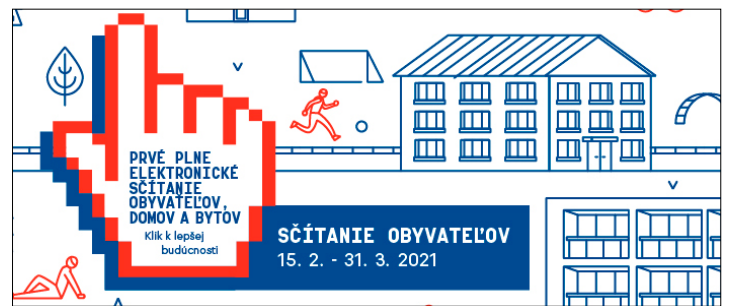 PRVÉ PLNE
ELEKTRONICKÉ
SČÍTANIE
OBYVATEĽOV,
DOMOV A BYTOV
Klik k lepšej
budúcnosti
SČÍTANIE OBYVATEĽOV
15. 2. - 31. 3. 2021